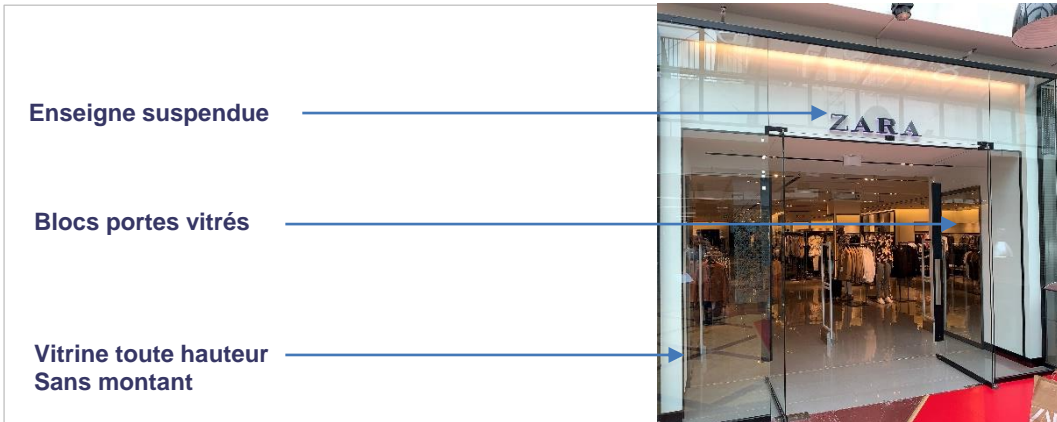 Enseigne suspendue
ZARA
Blocs portes vitrés
Vitrine toute hauteur
Sans montant